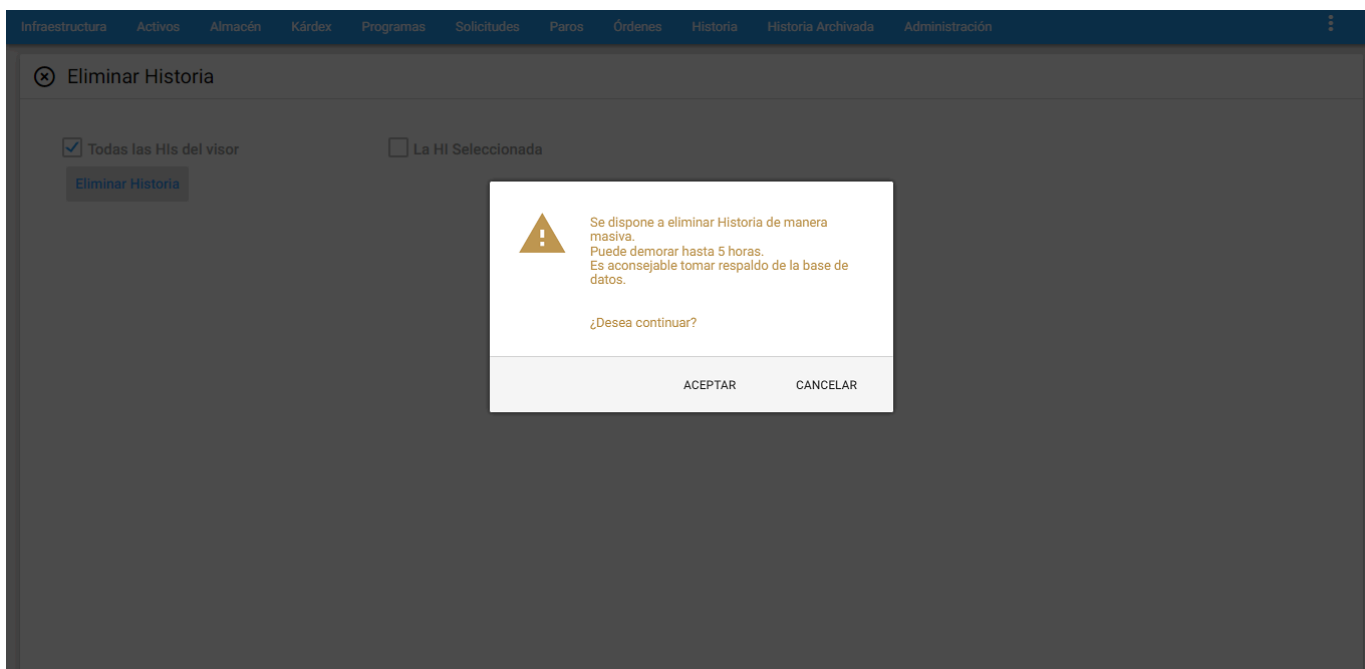 Infraestructura Activos Almacén Kárdex Programas Solicitudes Paros Órdenes Historia Historia Archivada Administración
Eliminar Historia
Todas las HIs del visor La HI Seleccionada
Eliminar Historia
Se dispone a eliminar Historia de manera
masiva.
Puede demorar hasta 5 horas.
Es aconsejable tomar respaldo de la base de
datos.
¿Desea continuar?
ACEPTAR CANCELAR